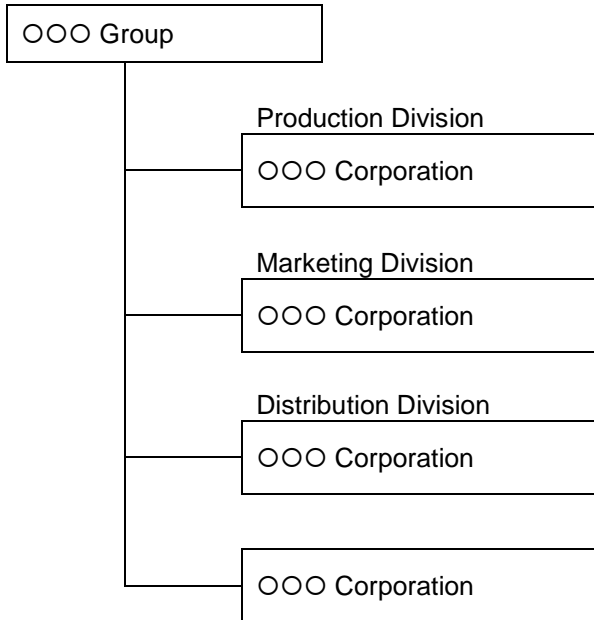 ○○○ Group
Production Division
○○○ Corporation
Marketing Division
○○○ Corporation
Distribution Division
○○○ Corporation
○○○ Corporation